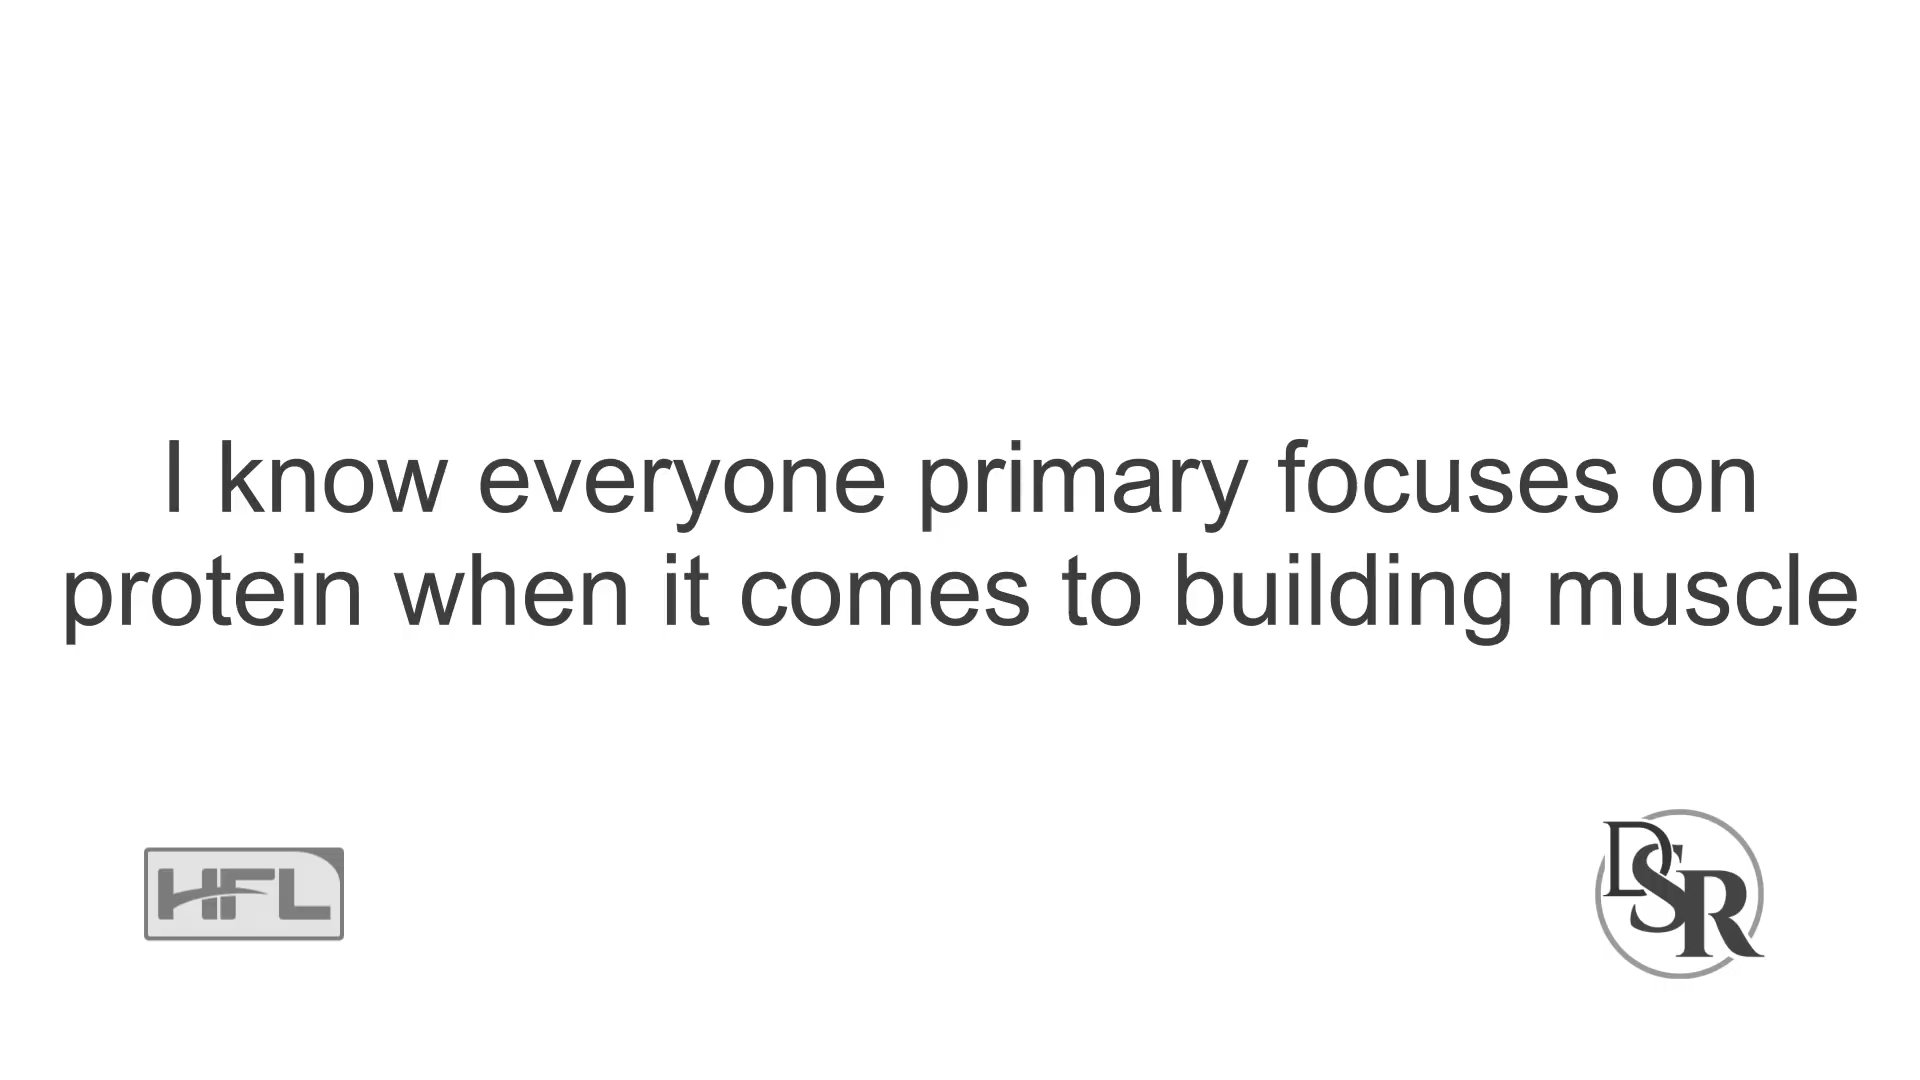 I know everyone primary focuses on
protein when it comes to building muscle
HFL
DSR